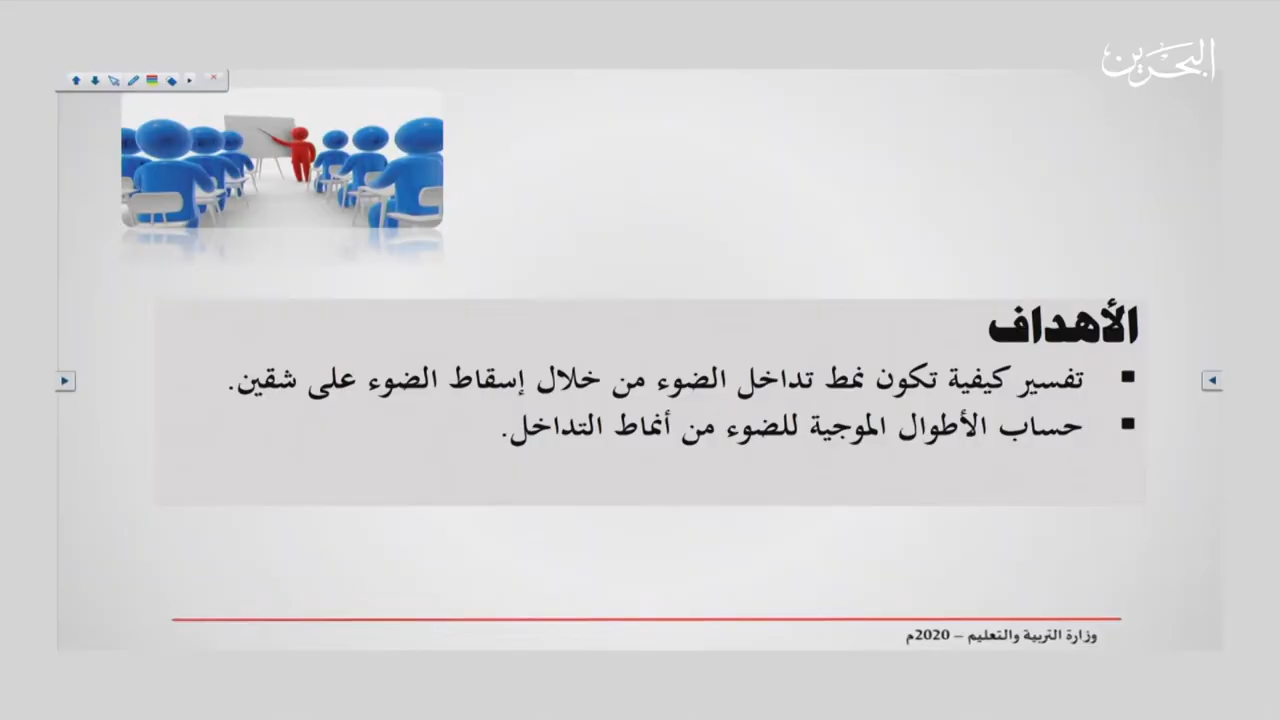 البحرين
الأهداف
▪ تفسير كيفية تكون نمط تداخل الضوء من خلال إسقاط الضوء على شقين.
▪ حساب الأطوال الموجية للضوء من أنماط التداخل.
وزارة التربية والتعليم – 2020م